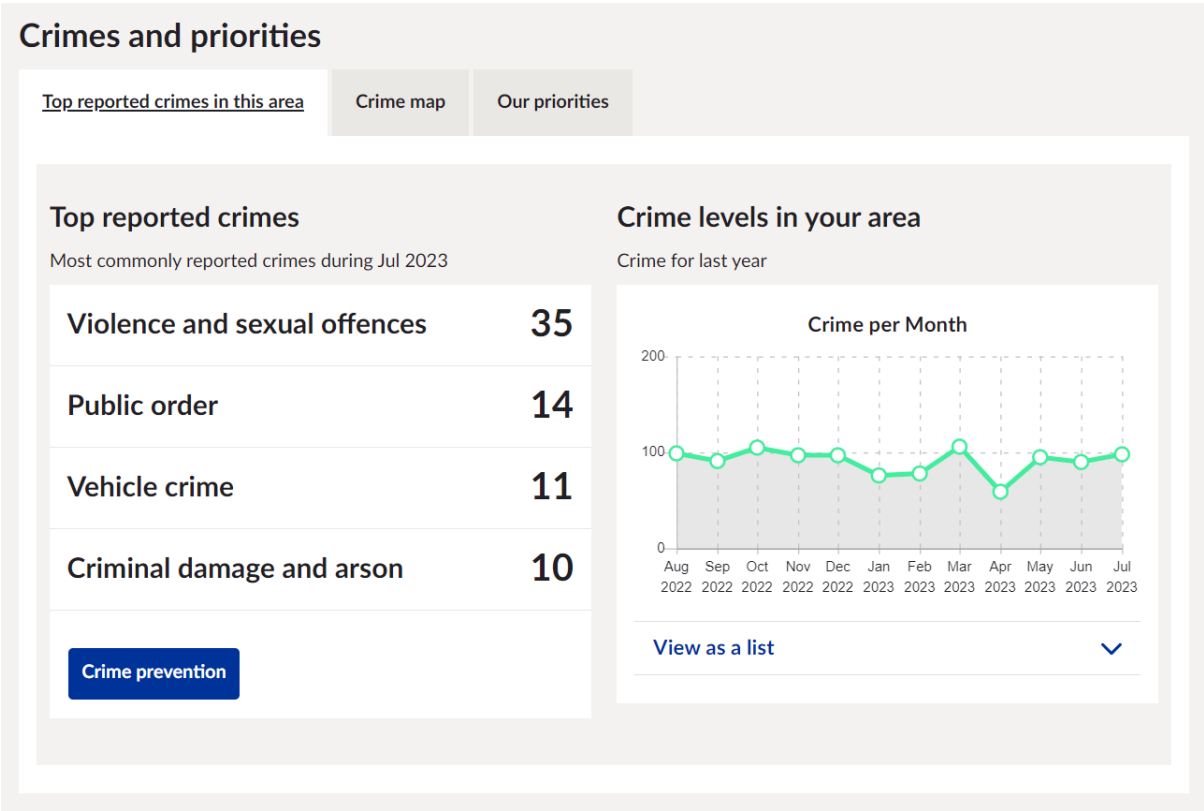 Crimes and priorities
Top reported crimes in this area
Crime map
Our priorities
Top reported crimes
Most commonly reported crimes during Jul 2023
Violence and sexual offences 35
Public order 14
Vehicle crime 11
Criminal damage and arson 10
Crime prevention
Crime levels in your area
Crime for last year
Crime per Month
200
100
0
Aug Sep Oct Nov Dec Jan Feb Mar Apr May Jun Jul
2022 2022 2022 2022 2022 2023 2023 2023 2023 2023 2023 2023
View as a list